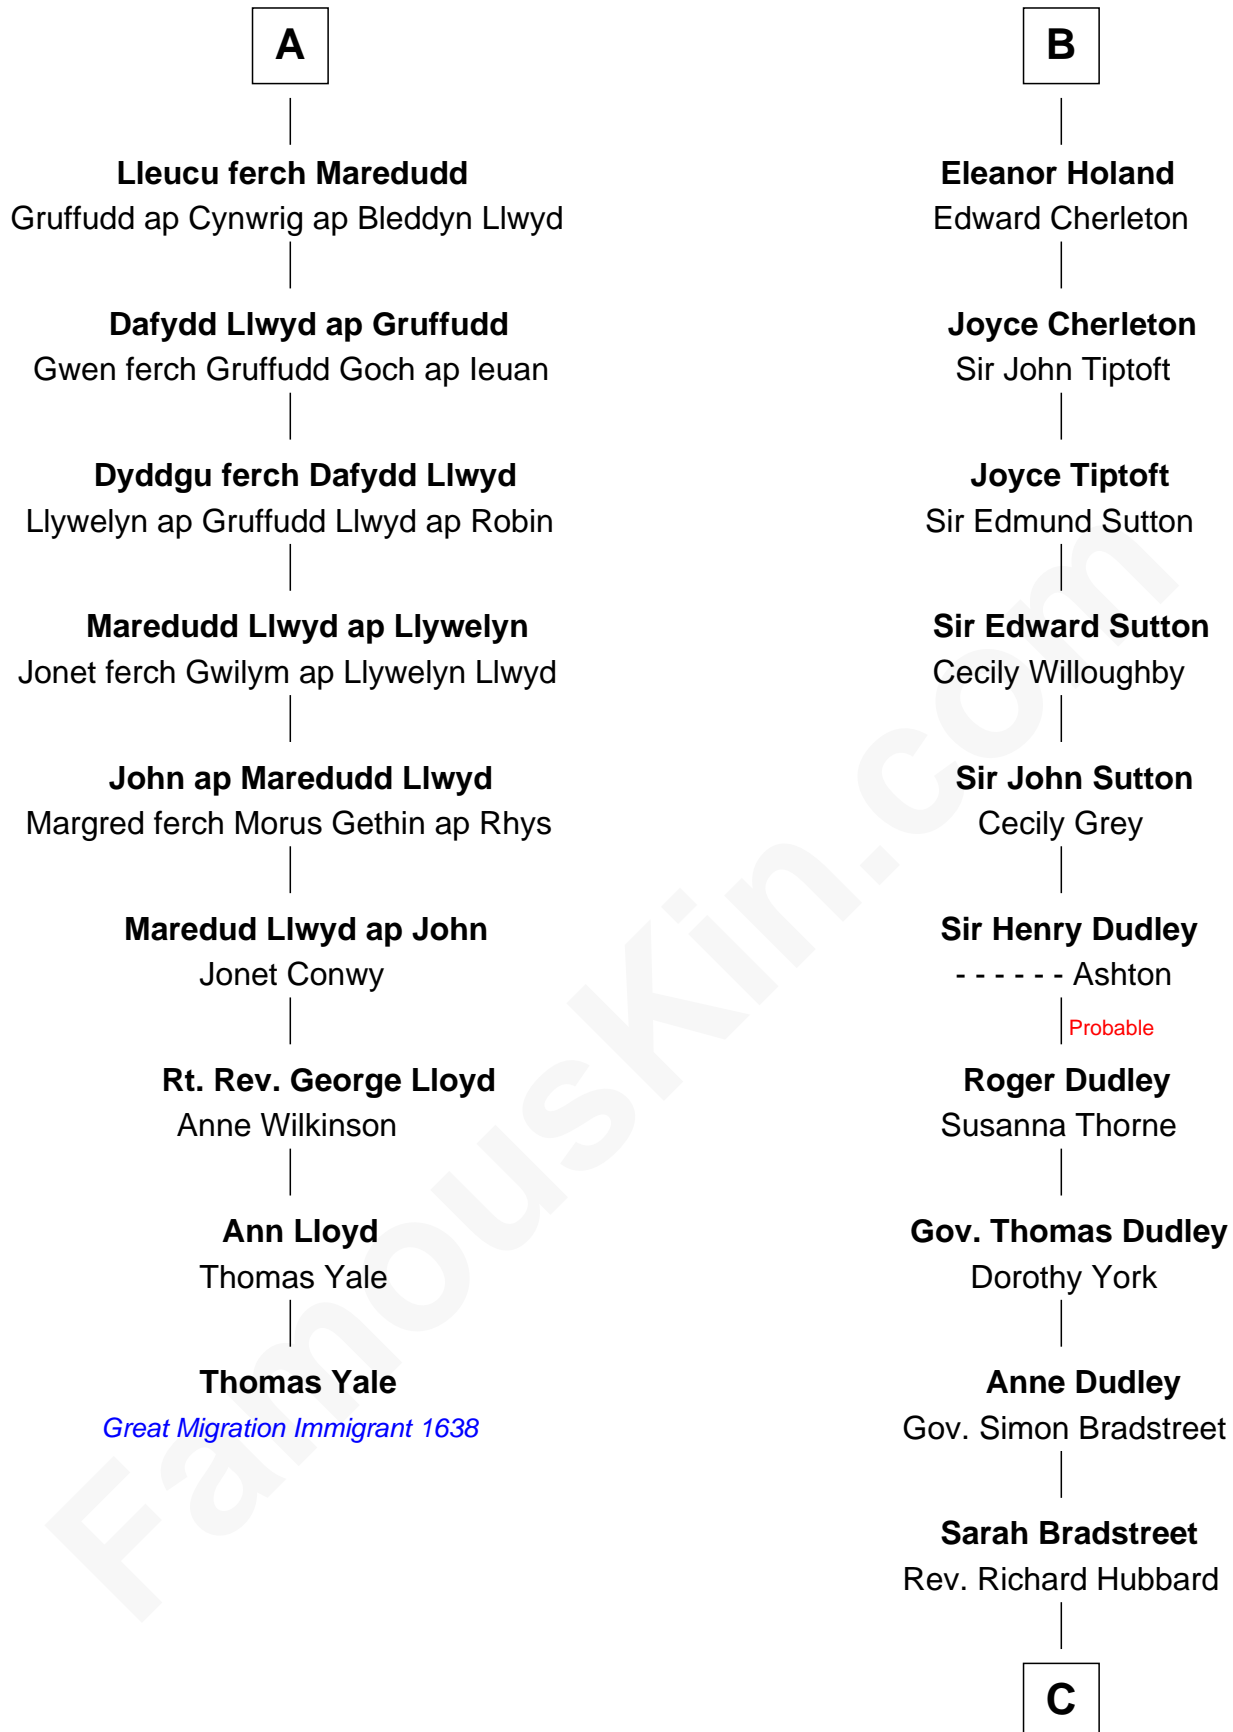 A
Lleucu ferch Maredudd
Gruffudd ap Cynwrig ap Bleddyn Llwyd
Dafydd Llwyd ap Gruffudd
Gwen ferch Gruffudd Goch ap Ieuan
Dyddgu ferch Dafydd Llwyd
Llywelyn ap Gruffudd Llwyd ap Robin
Maredudd Llwyd ap Llywelyn
Jonet ferch Gwilym ap Llywelyn Llwyd
John ap Maredudd Llwyd
Margred ferch Morus Gethin ap Rhys
Maredud Llwyd ap John
Jonet Conwy
Rt. Rev. George Lloyd
Anne Wilkinson
Ann Lloyd
Thomas Yale
Thomas Yale
Great Migration Immigrant 1638
B
Eleanor Holand
Edward Cherleton
Joyce Cherleton
Sir John Tiptoft
Joyce Tiptoft
Sir Edmund Sutton
Sir Edward Sutton
Cecily Willoughby
Sir John Sutton
Cecily Grey
Sir Henry Dudley
- - - - - - Ashton
Probable
Roger Dudley
Susanna Thorne
Gov. Thomas Dudley
Dorothy York
Anne Dudley
Gov. Simon Bradstreet
Sarah Bradstreet
Rev. Richard Hubbard
C
FamousKin.com